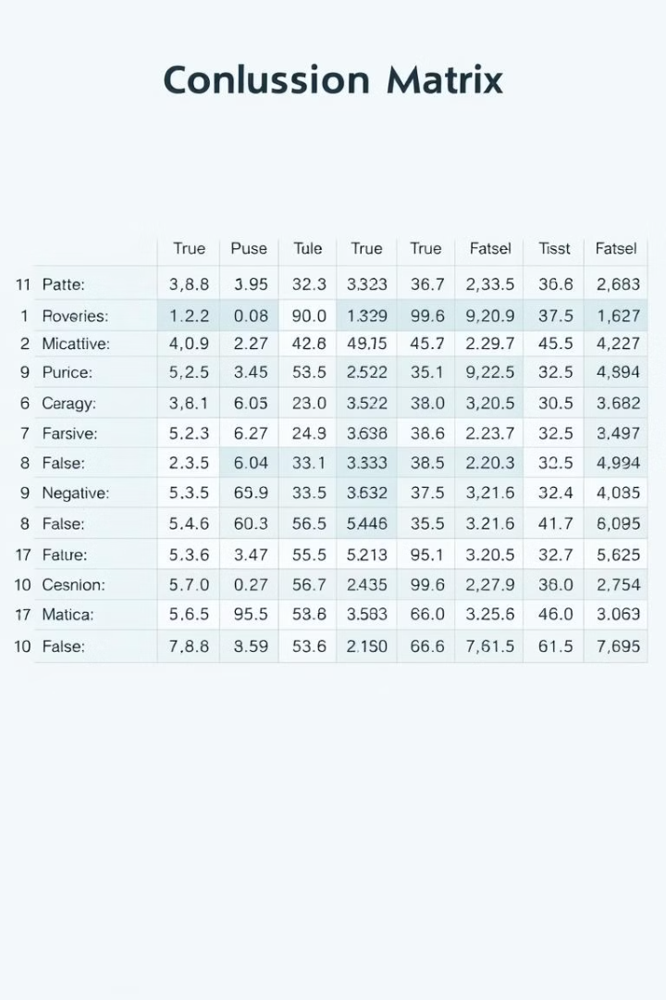 Conlussion Matrix
True Puse Tule True True Fatsel Tisst Fatsel
11 Patte: 3,8.8 3.95 32.3 3.323 36.7 2,33.5 36.6 2,683
1 Roveries: 1.2.2 0.08 90.0 1.329 99.6 9,20.9 37.5 1,627
2 Micattive: 4,0.9 2.27 42.6 49,15 45.7 2.29.7 45.5 4,227
9 Purice: 5,2.5 3.45 53.5 2.522 35.1 9,22.5 32.5 4,894
6 Ceragy: 3,8.1 6.05 23.0 3.522 38.0 3,20.5 30.5 3.682
7 Farsive: 5.2.3 6.27 24.9 3.638 38.6 2.23.7 32.5 3,497
8 False: 2.3.5 6.04 33.1 3.333 38.5 2.20.3 32.5 4,994
9 Negative: 5.3.5 65.9 33.5 3.632 37.5 3,21.6 32.4 4,035
8 False: 5.4.6 60.3 56.5 5.446 35.5 3.21.6 41.7 6,095
17 Fature: 5.3.6 3.47 55.5 5.213 95.1 3.20.5 32.7 5,625
10 Cesnion: 5.7.0 0.27 56.7 2.435 99.6 2,27.9 36.0 2,754
17 Matica: 5,6.5 95.5 53.6 3.503 66.0 3.25.6 46.0 3.063
10 False: 7,8.8 3.59 53.6 2.150 66.6 7,61.5 61.5 7,695